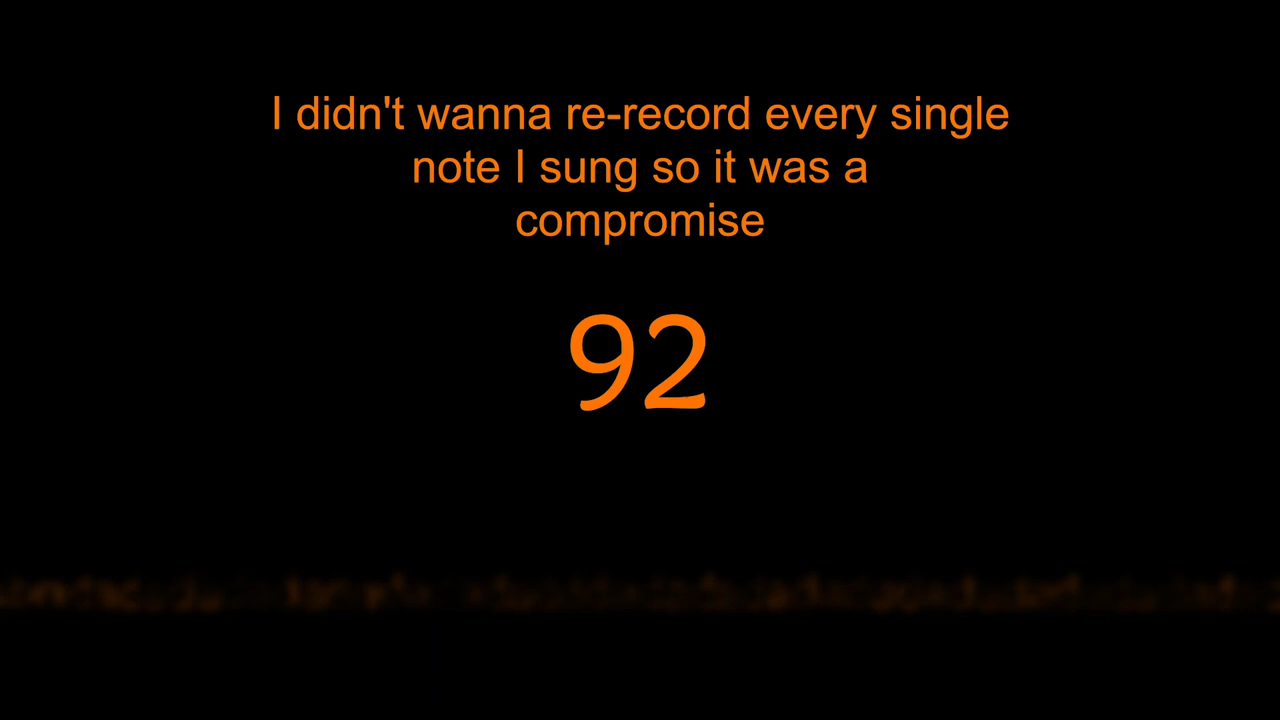 I didn't wanna re-record every single
note I sung so it was a
compromise
92